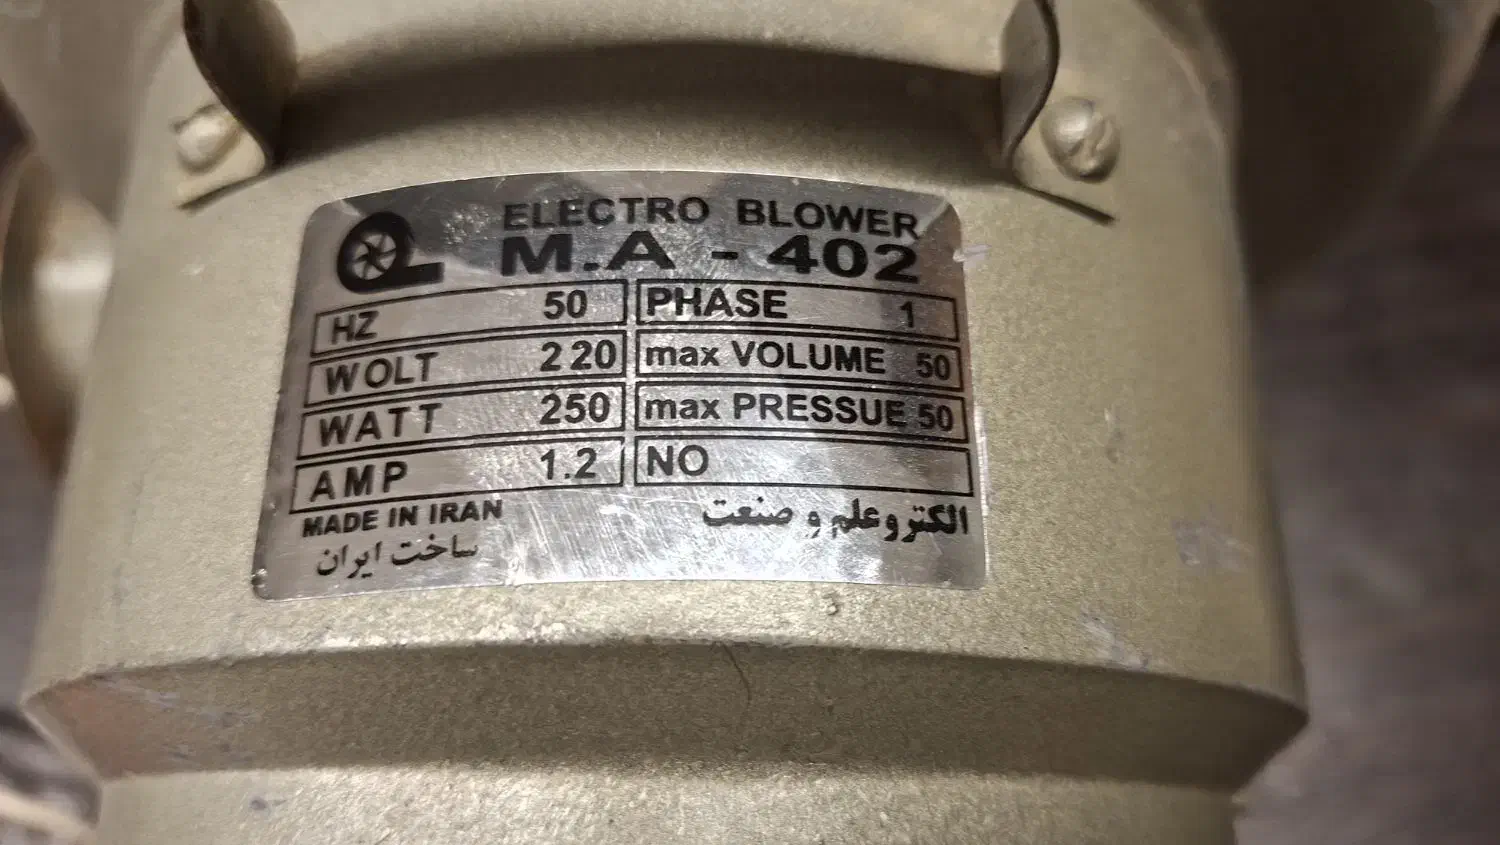 ELECTRO BLOWER
M.A - 402
HZ 50
PHASE 1
WOLT 220
max VOLUME 50
WATT 250
max PRESSUE 50
AMP 1.2
NO
MADE IN IRAN
الکتروعلم و صنعت
ساخت ایران